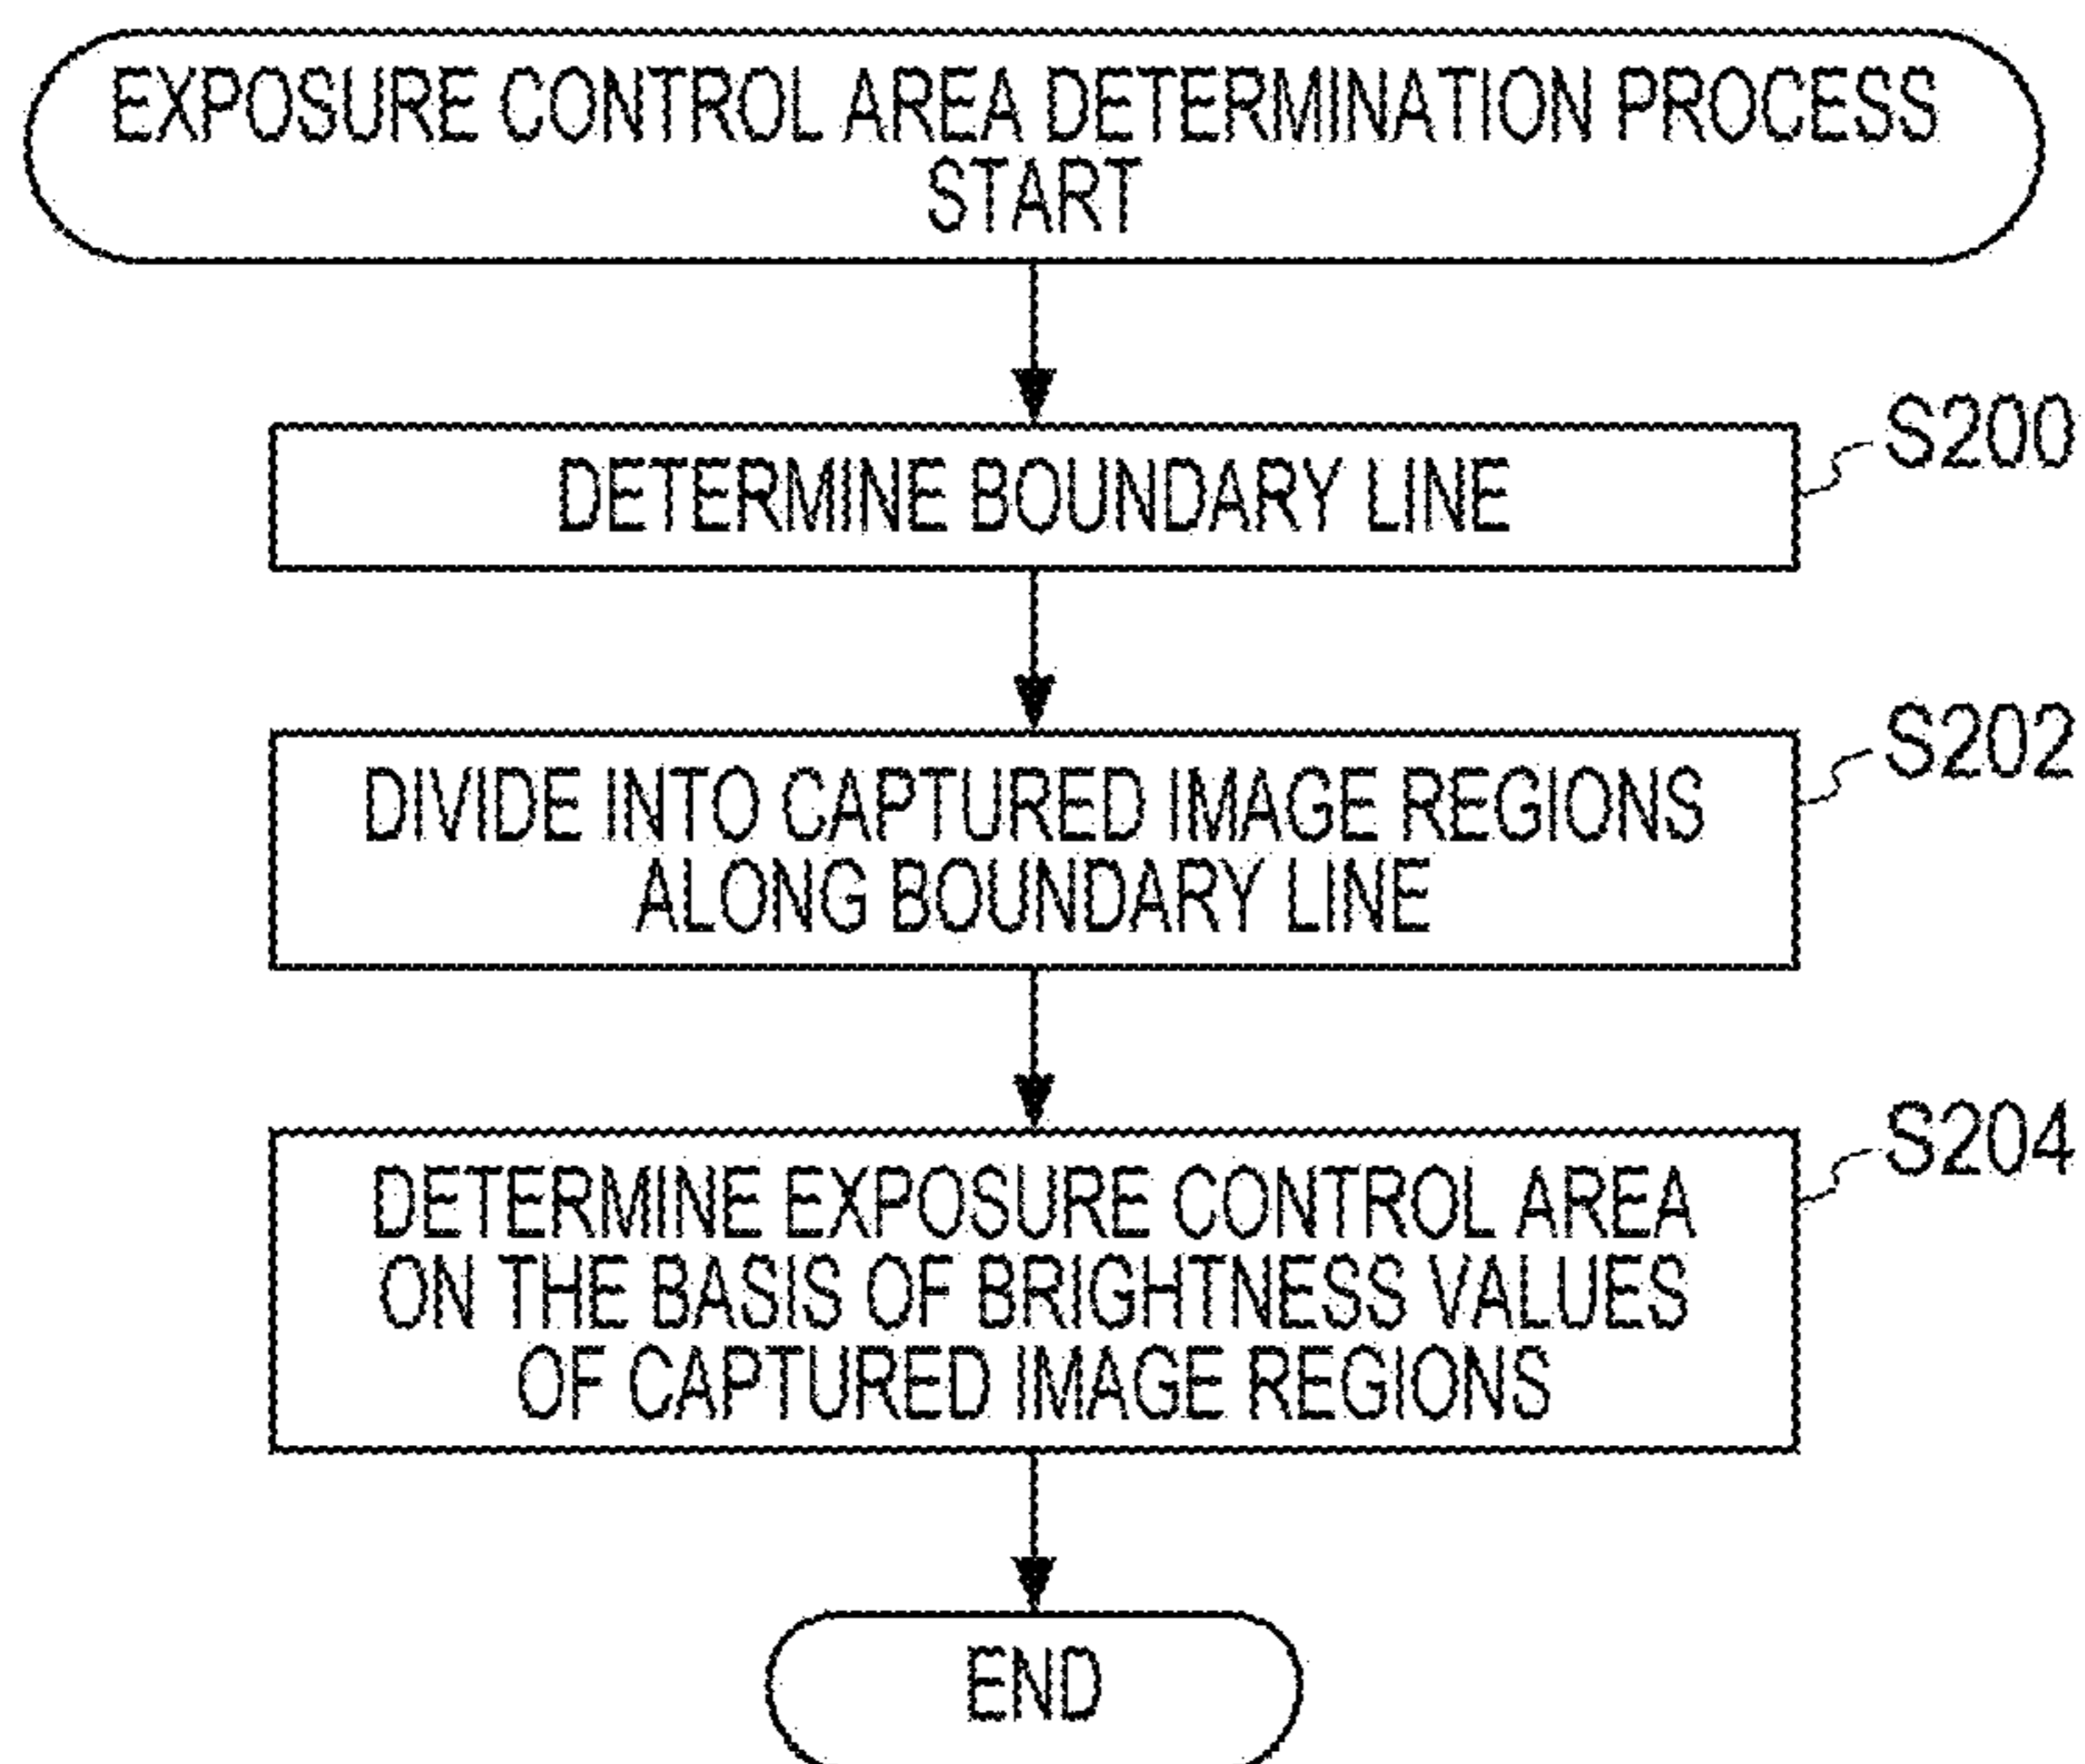 EXPOSURE CONTROL AREA DETERMINATION PROCESS
START
S200
DETERMINE BOUNDARY LINE
S202
DIVIDE INTO CAPTURED IMAGE REGIONS
ALONG BOUNDARY LINE
S204
DETERMINE EXPOSURE CONTROL AREA
ON THE BASIS OF BRIGHTNESS VALUES
OF CAPTURED IMAGE REGIONS
END